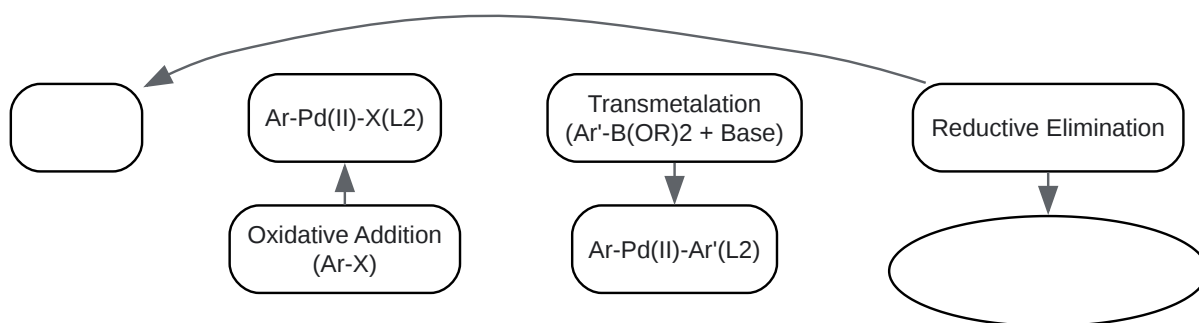 Ar-Pd(II)-X(L2)
Oxidative Addition
(Ar-X)
Transmetalation
(Ar'-B(OR)2 + Base)
Ar-Pd(II)-Ar'(L2)
Reductive Elimination